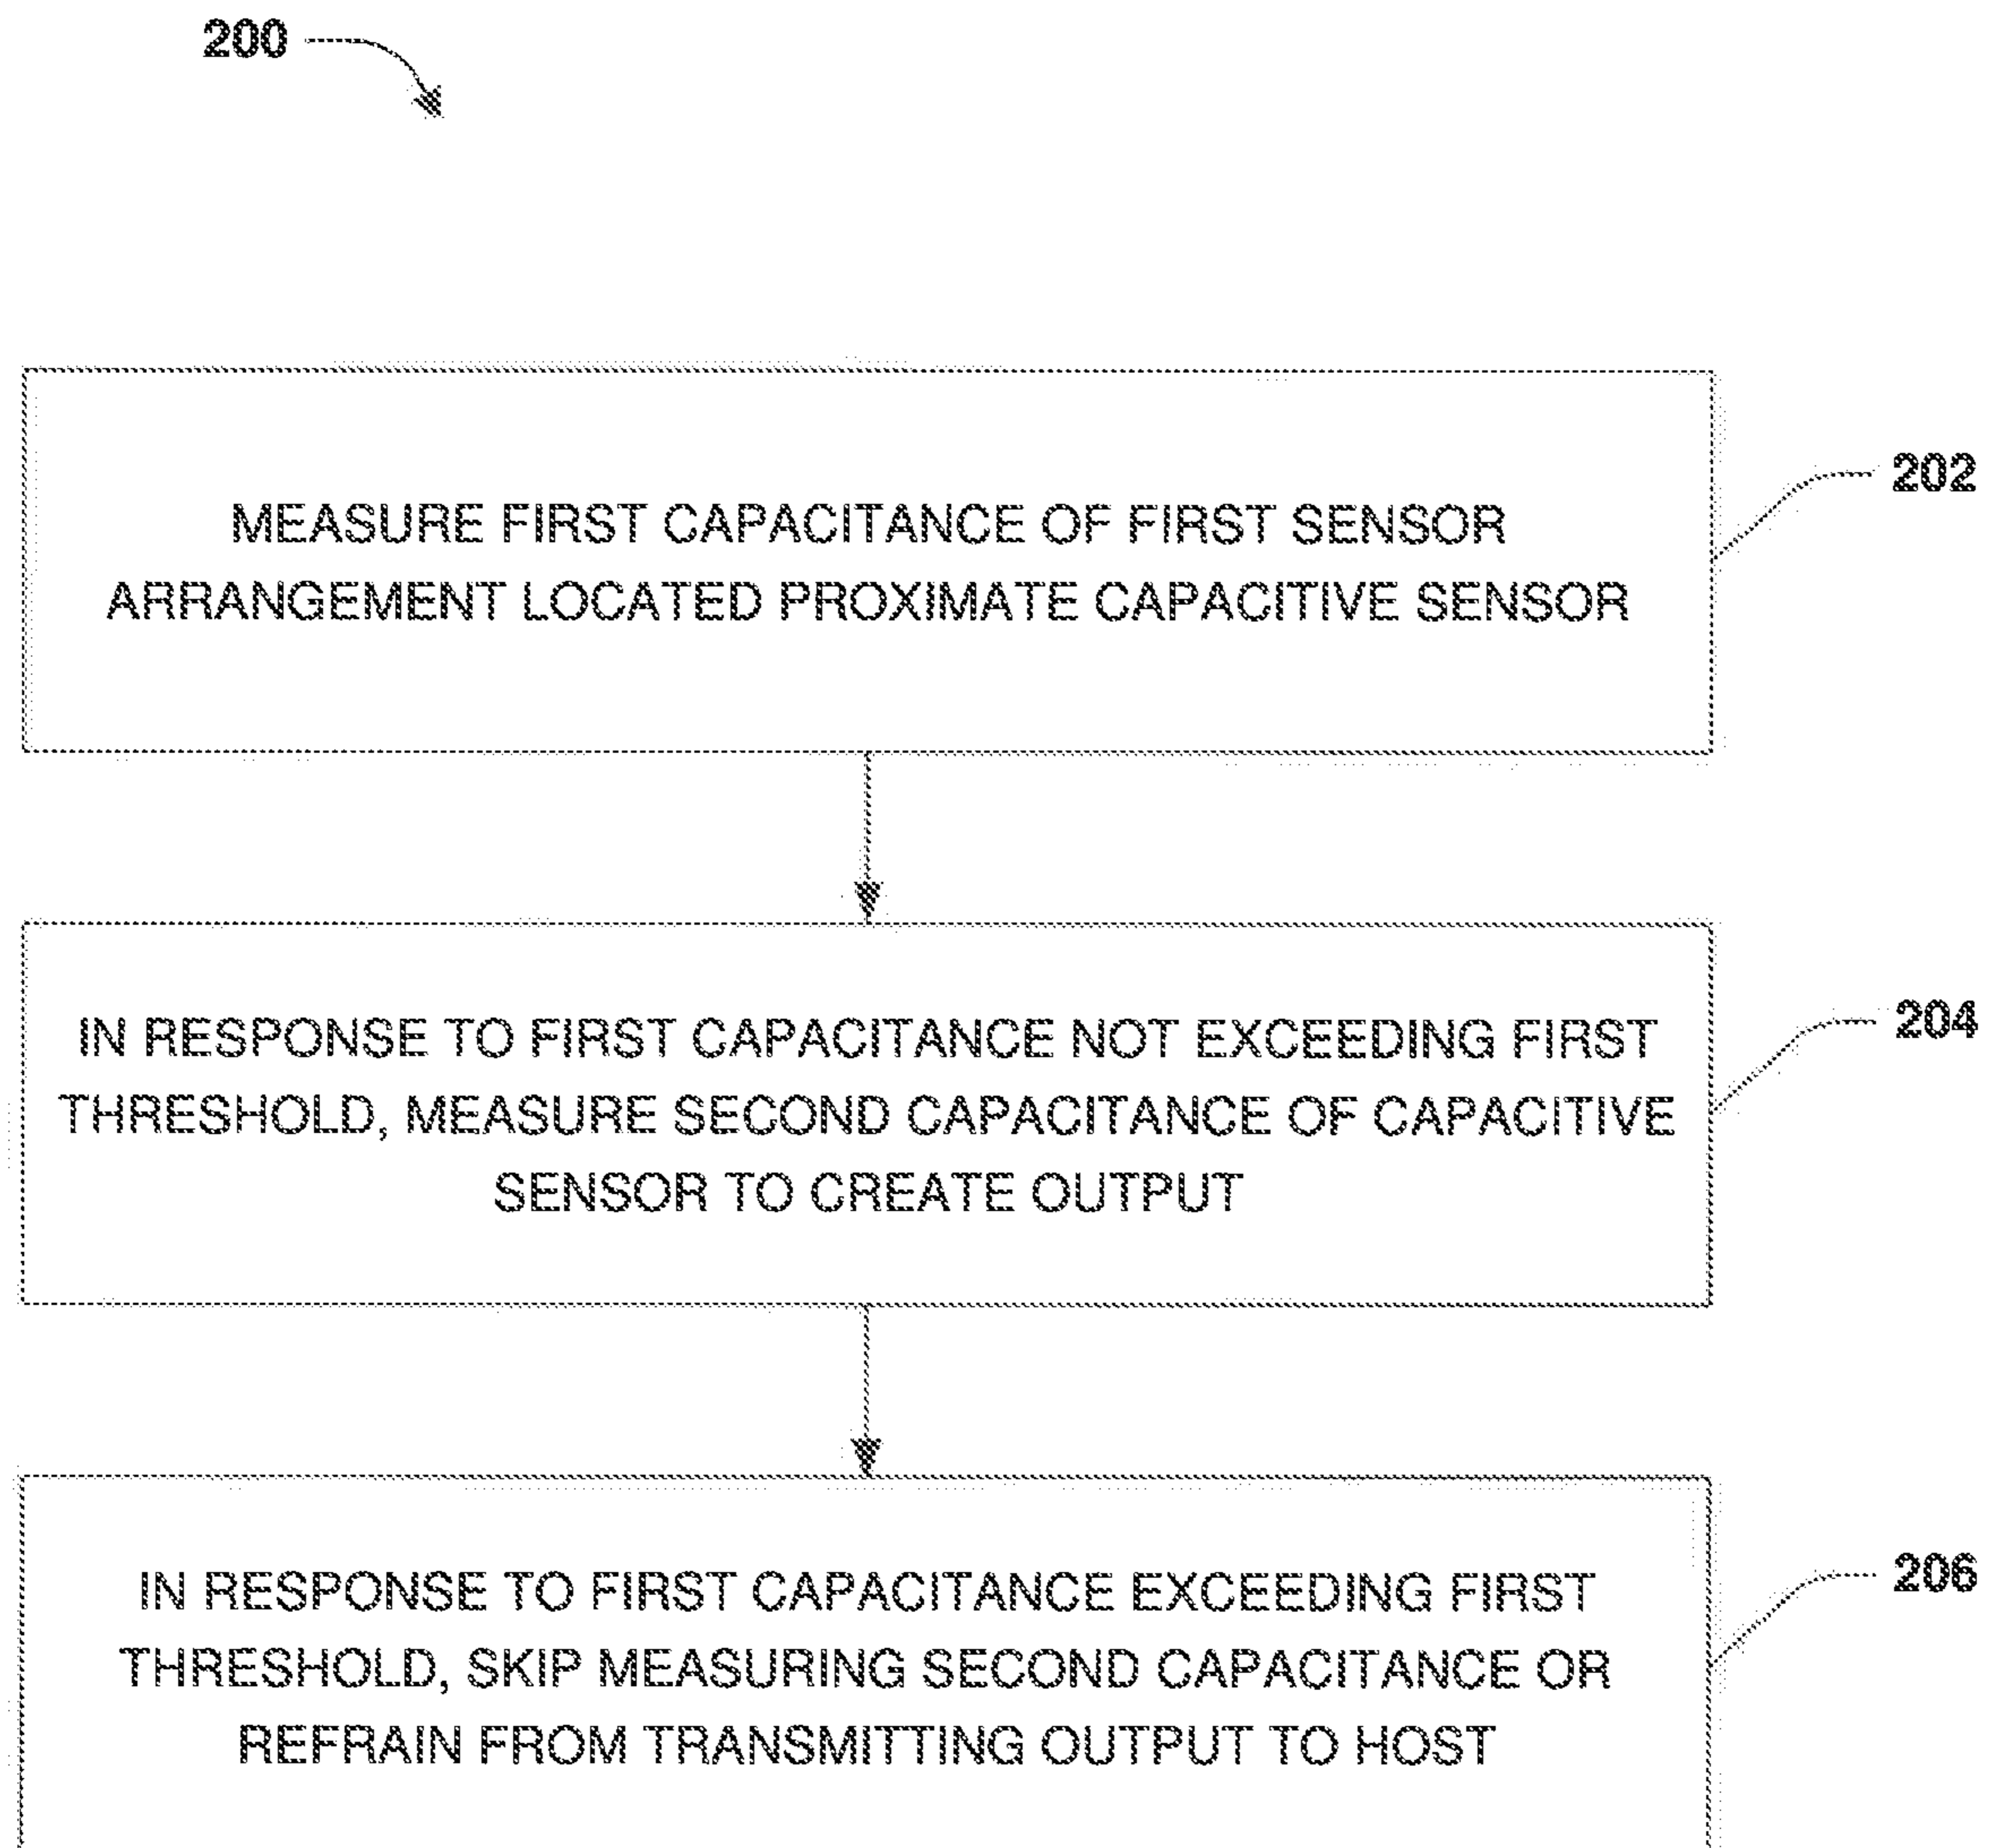 200
MEASURE FIRST CAPACITANCE OF FIRST SENSOR
ARRANGEMENT LOCATED PROXIMATE CAPACITIVE SENSOR
202
IN RESPONSE TO FIRST CAPACITANCE NOT EXCEEDING FIRST
THRESHOLD, MEASURE SECOND CAPACITANCE OF CAPACITIVE
SENSOR TO CREATE OUTPUT
204
IN RESPONSE TO FIRST CAPACITANCE EXCEEDING FIRST
THRESHOLD, SKIP MEASURING SECOND CAPACITANCE OR
REFRAIN FROM TRANSMITTING OUTPUT TO HOST
206